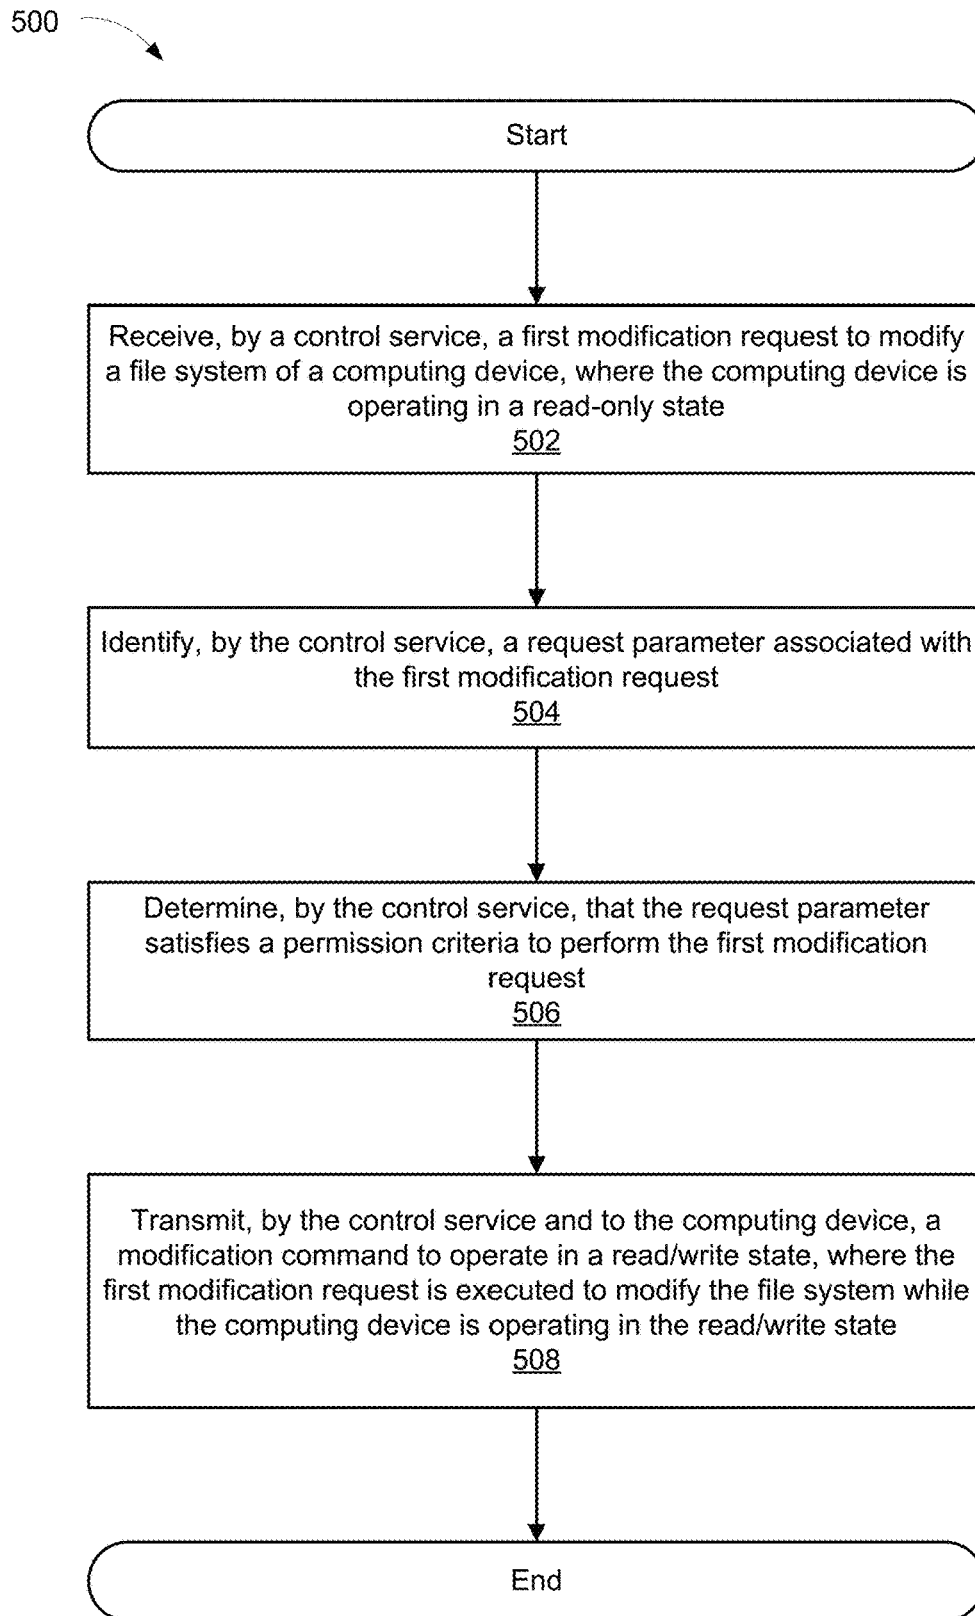 500
Start
Receive, by a control service, a first modification request to modify
a file system of a computing device, where the computing device is
operating in a read-only state
502
Identify, by the control service, a request parameter associated with
the first modification request
504
Determine, by the control service, that the request parameter
satisfies a permission criteria to perform the first modification
request
506
Transmit, by the control service and to the computing device, a
modification command to operate in a read/write state, where the
first modification request is executed to modify the file system while
the computing device is operating in the read/write state
508
End